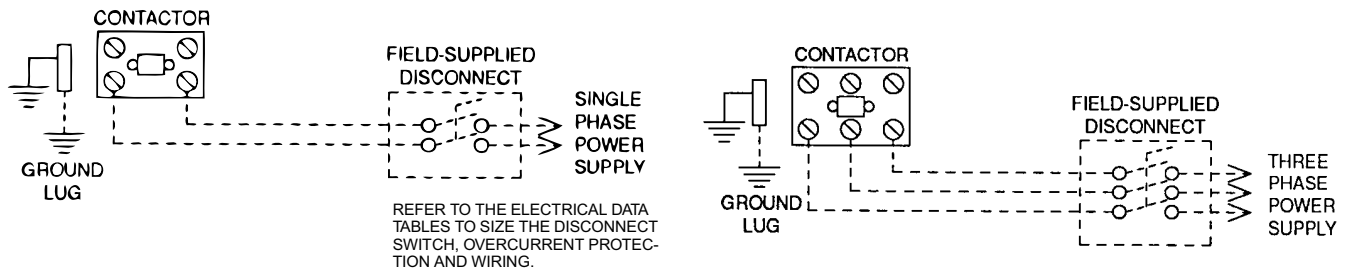 CONTACTOR
FIELD-SUPPLIED
DISCONNECT
SINGLE
PHASE
POWER
SUPPLY
GROUND
LUG
REFER TO THE ELECTRICAL DATA
TABLES TO SIZE THE DISCONNECT
SWITCH, OVERCURRENT PROTEC-
TION AND WIRING.
CONTACTOR
FIELD-SUPPLIED
DISCONNECT
THREE
PHASE
POWER
SUPPLY
GROUND
LUG